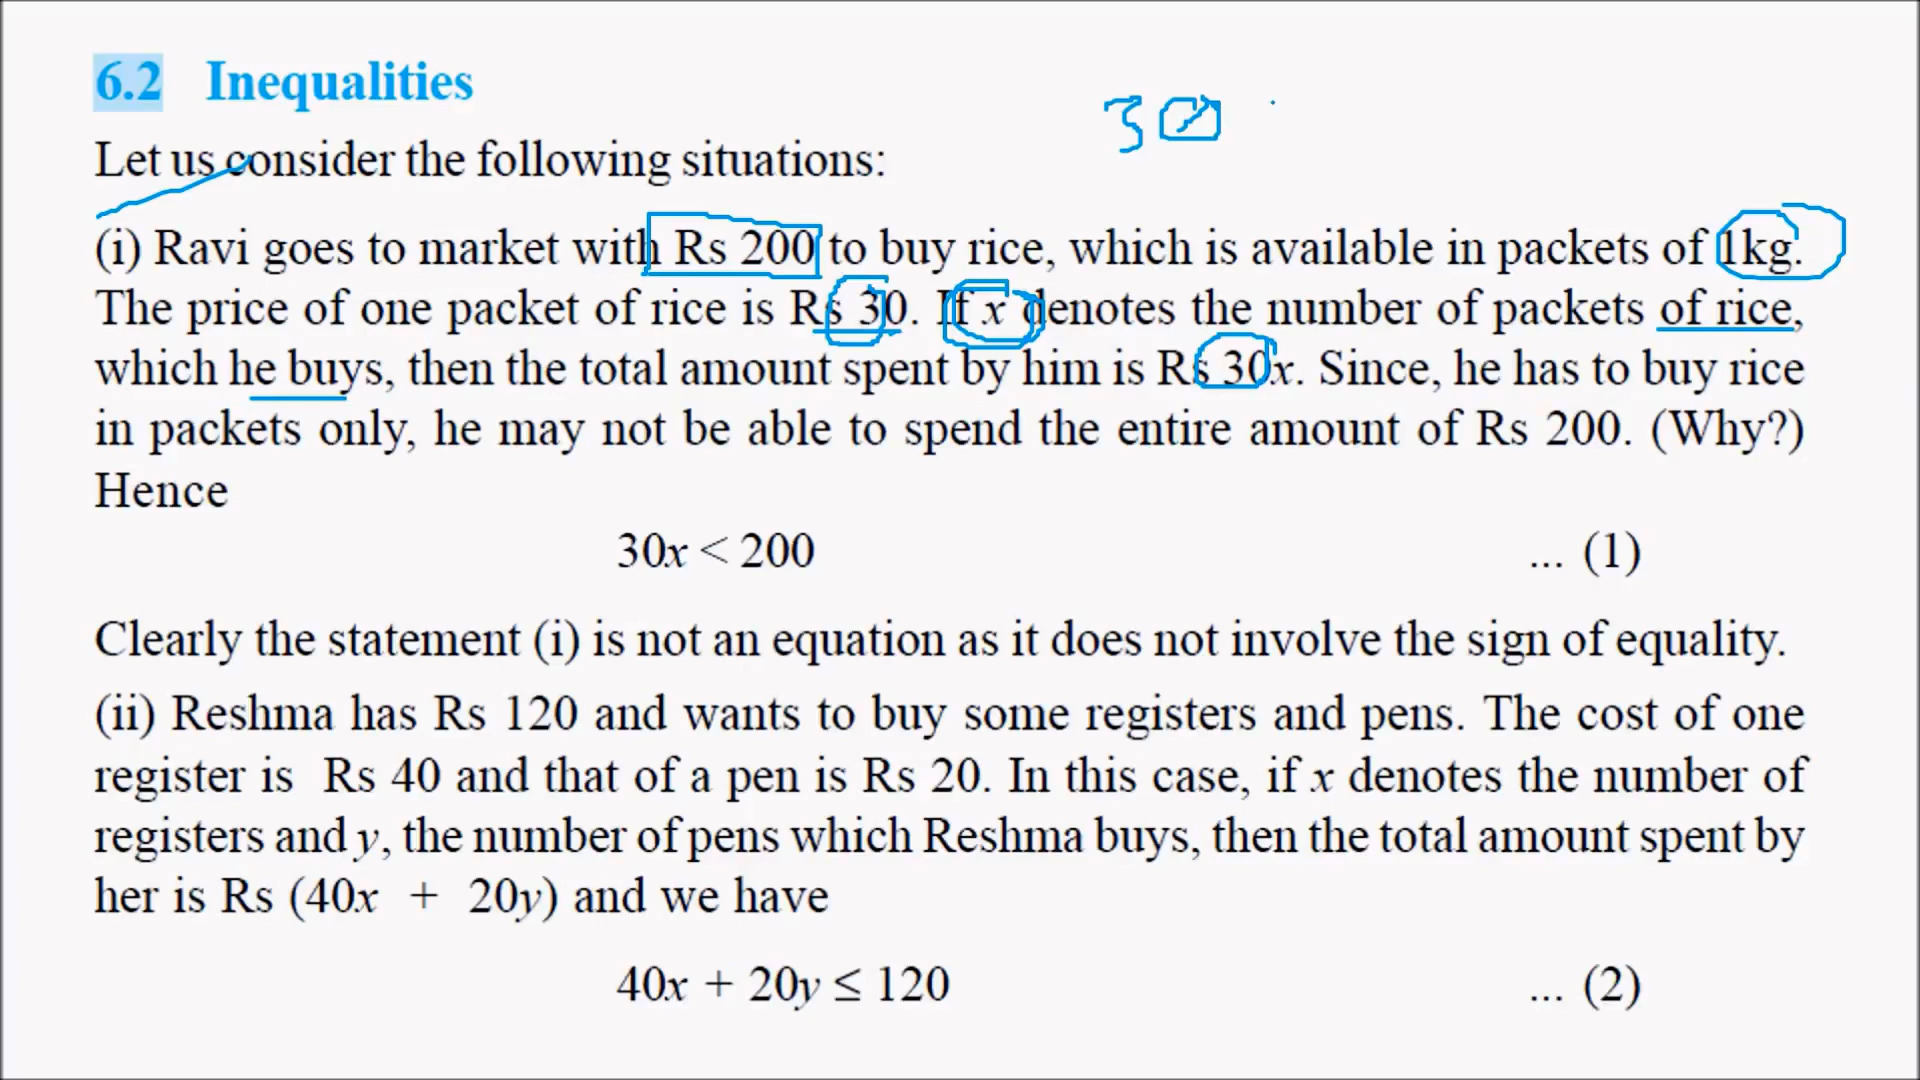 6.2 Inequalities
Let us consider the following situations:
(i) Ravi goes to market with Rs 200 to buy rice, which is available in packets of 1kg.
The price of one packet of rice is Rs 30. If x denotes the number of packets of rice,
which he buys, then the total amount spent by him is Rs 30x. Since, he has to buy rice
in packets only, he may not be able to spend the entire amount of Rs 200. (Why?)
Hence
30x < 200 ... (1)
Clearly the statement (i) is not an equation as it does not involve the sign of equality.
(ii) Reshma has Rs 120 and wants to buy some registers and pens. The cost of one
register is Rs 40 and that of a pen is Rs 20. In this case, if x denotes the number of
registers and y, the number of pens which Reshma buys, then the total amount spent by
her is Rs (40x + 20y) and we have
40x + 20y ≤ 120 ... (2)